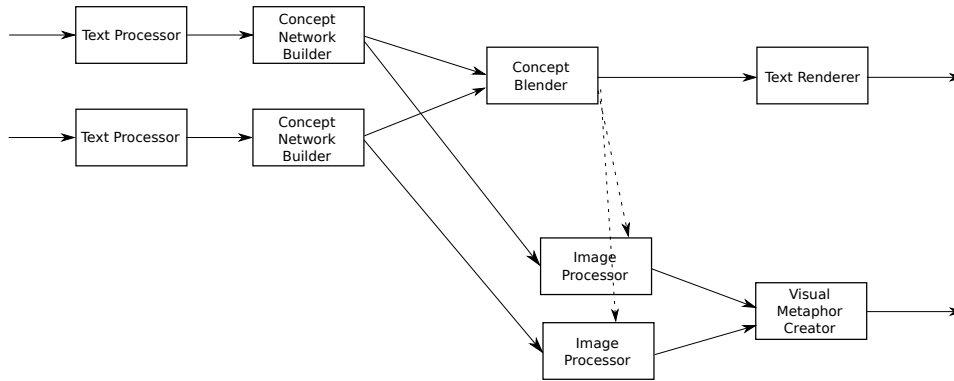 Text Processor
Concept
Network
Builder
Concept
Blender
Text Renderer
Text Processor
Concept
Network
Builder
Image
Processor
Visual
Metaphor
Creator
Image
Processor